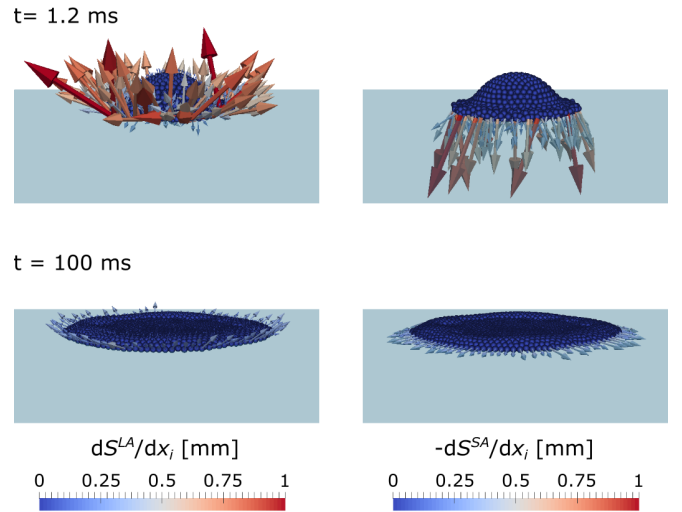 t= 1.2 ms
t = 100 ms
dS^LA/dx_i [mm]
-dS^SA/dx_i [mm]
0 0.25 0.5 0.75 1
0 0.25 0.5 0.75 1